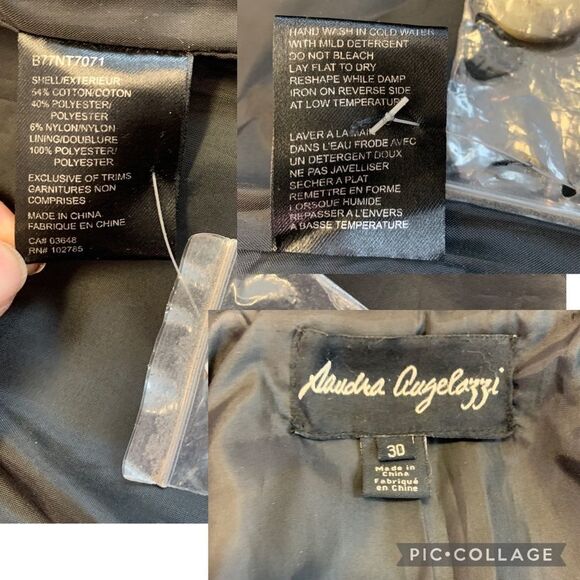 B77NT7071
SHELL/EXTERIEUR
54% COTTON/COTON
40% POLYESTER/
POLYESTER
6% NYLON/NYLON
LINING/DOUBLURE
100% POLYESTER/
POLYESTER
EXCLUSIVE OF TRIMS
GARNITURES NON
COMPRISES
MADE IN CHINA
FABRIQUE EN CHINE
CA# 03648
RN# 102785
HAND WASH IN COLD WATER
WITH MILD DETERGENT
DO NOT BLEACH
LAY FLAT TO DRY
RESHAPE WHILE DAMP
IRON ON REVERSE SIDE
AT LOW TEMPERATURE
LAVER A LA MAIN
DANS L'EAU FRODE AVEC
UN DETERGENT DOUX
NE PAS JAVELLISER
SECHER A PLAT
REMETTRE EN FORME
LORSQUE HUMIDE
REPASSER A L'ENVERS
A BASSE TEMPERATURE
Sandra Angelozzi
30
Made in
China
Fabriqué
en Chine
PIC•COLLAGE